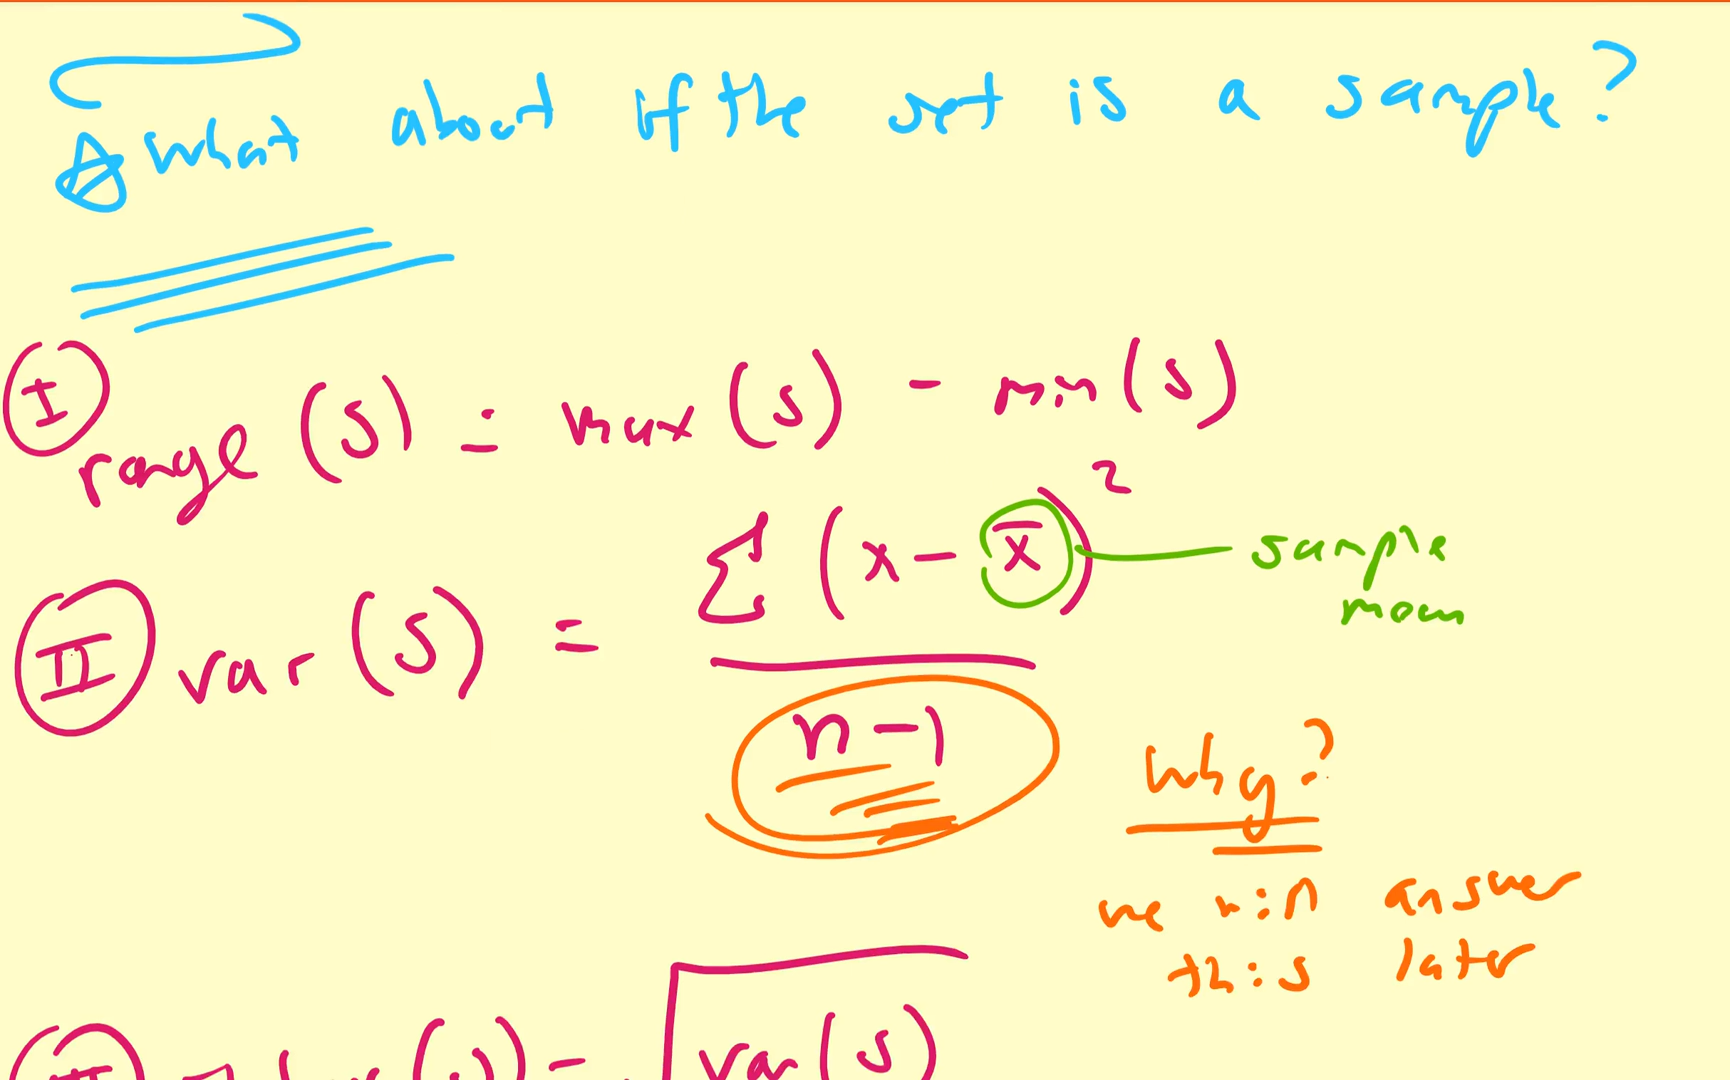 What about if the set is a sample?
I
range (s) = max (s) - min (s)
II var (s) = Σ (x - x̄)² / n-1
sample
mean
why?
we will answer
this later
= √var (s)